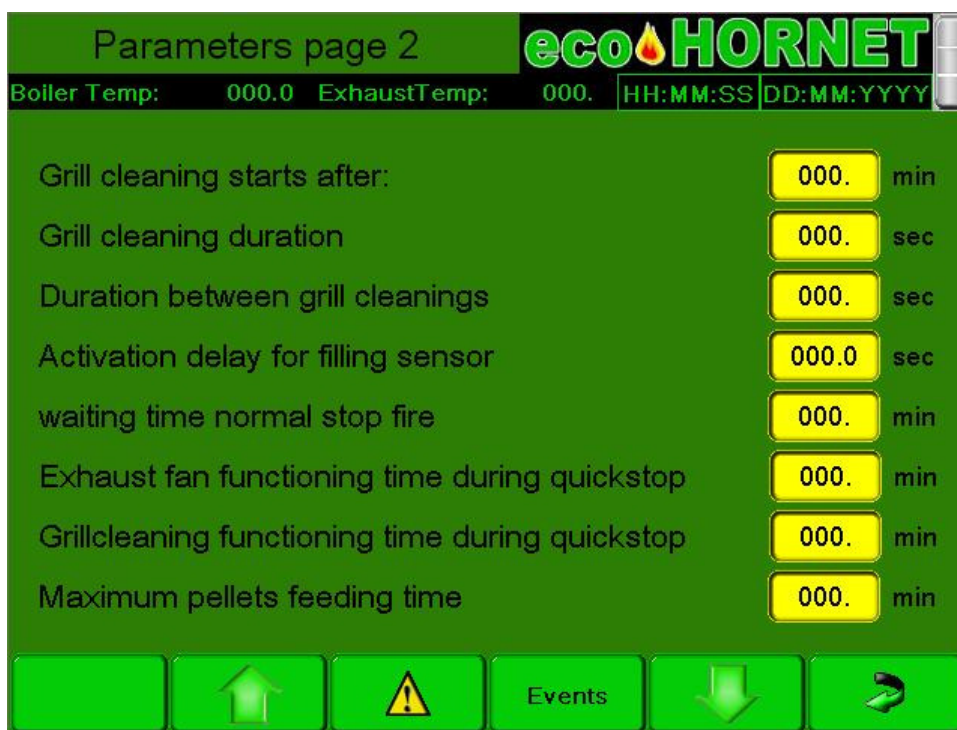 Parameters page 2
eco HORNET
Boiler Temp: 000.0 ExhaustTemp: 000. HH:MM:SS DD:MM:YYYY
Grill cleaning starts after: 000. min
Grill cleaning duration 000. sec
Duration between grill cleanings 000. sec
Activation delay for filling sensor 000.0 sec
waiting time normal stop fire 000. min
Exhaust fan functioning time during quickstop 000. min
Grillcleaning functioning time during quickstop 000. min
Maximum pellets feeding time 000. min
Events